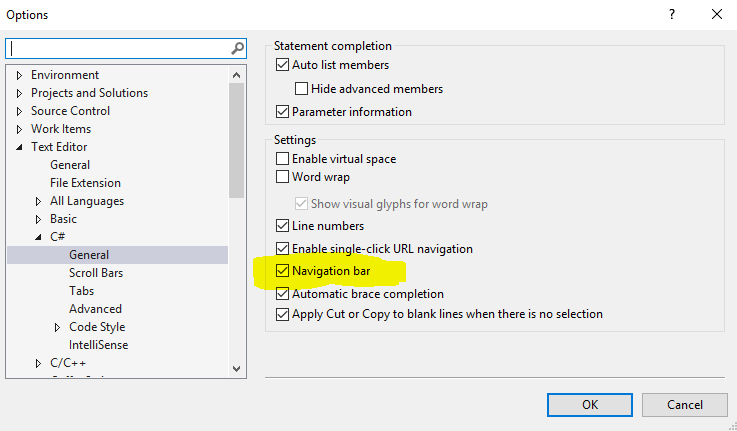 Options
Environment
Projects and Solutions
Source Control
Work Items
Text Editor
General
File Extension
All Languages
Basic
C#
General
Scroll Bars
Tabs
Advanced
Code Style
IntelliSense
C/C++
Statement completion
Auto list members
Hide advanced members
Parameter information
Settings
Enable virtual space
Word wrap
Show visual glyphs for word wrap
Line numbers
Enable single-click URL navigation
Navigation bar
Automatic brace completion
Apply Cut or Copy to blank lines when there is no selection
OK
Cancel